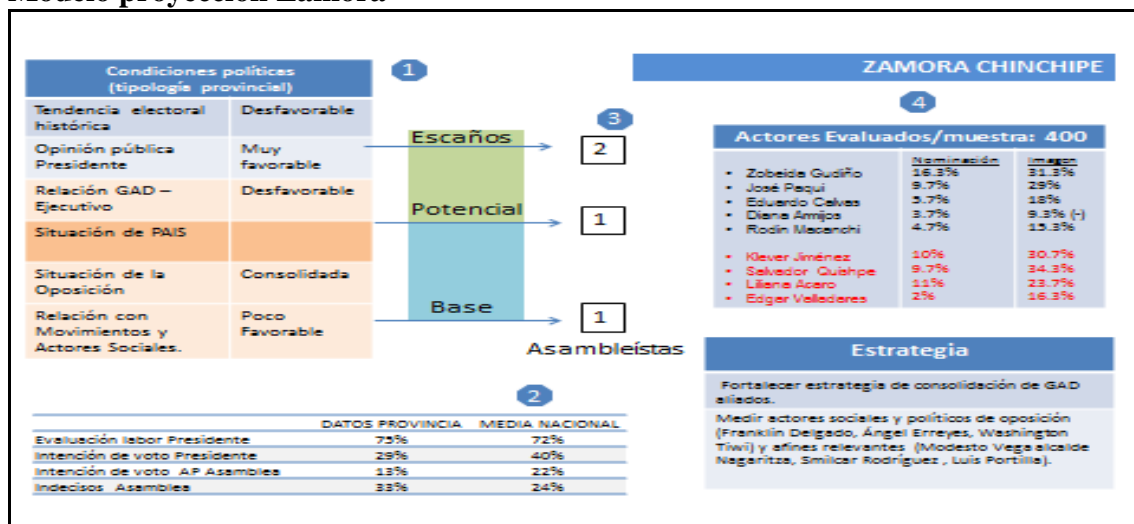 Modelo proyección Zamora
Condiciones políticas
(tipología provincial)
Tendencia electoral
histórica
Desfavorable
Opinión pública
Presidente
Muy
favorable
Relación GAD –
Ejecutivo
Desfavorable
Situación de PAIS
Situación de la
Oposición
Consolidada
Relación con
Movimientos y
Actores Sociales.
Poco
Favorable
1
Escaños
Potencial
Base
3
2
1
1
Asambleístas
2
DATOS PROVINCIA MEDIA NACIONAL
Evaluación labor Presidente 75% 72%
Intención de voto Presidente 29% 40%
Intención de voto AP Asamblea 13% 22%
Indecisos Asamblea 33% 24%
ZAMORA CHINCHIPE
4
Actores Evaluados/muestra: 400
Nominación Imagen
• Zobeida Gudiño 16.3% 31.3%
• José Paqui 9.7% 29%
• Eduardo Calvas 5.7% 18%
• Diana Armijos 3.7% 9.3% (-)
• Rodin Macanchi 4.7% 15.3%
• Klever Jiménez 10% 30.7%
• Salvador Quishpe 9.7% 34.3%
• Liliana Acaro 11% 23.7%
• Edgar Valladares 2% 16.3%
Estrategia
Fortalecer estrategia de consolidación de GAD
aliados.
Medir actores sociales y políticos de oposición
(Franklin Delgado, Ángel Erreyes, Washington
Tiwi) y afines relevantes (Modesto Vega alcalde
Nagaritza, Smilcar Rodríguez , Luis Portilla).